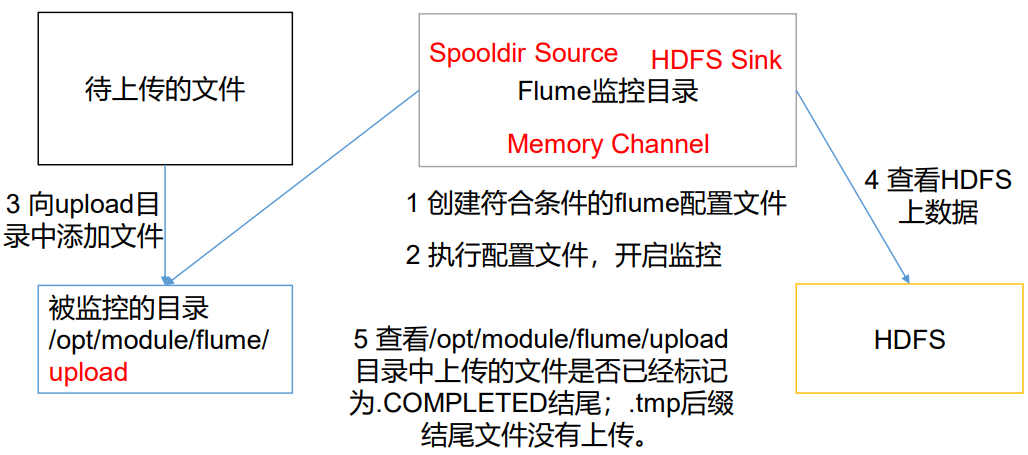 待上传的文件
Spooldir Source
HDFS Sink
Flume监控目录
Memory Channel
3 向upload目
录中添加文件
1 创建符合条件的flume配置文件
2 执行配置文件，开启监控
4 查看HDFS
上数据
被监控的目录
/opt/module/flume/
upload
5 查看/opt/module/flume/upload
目录中上传的文件是否已经标记
为.COMPLETED结尾；.tmp后缀
结尾文件没有上传。
HDFS